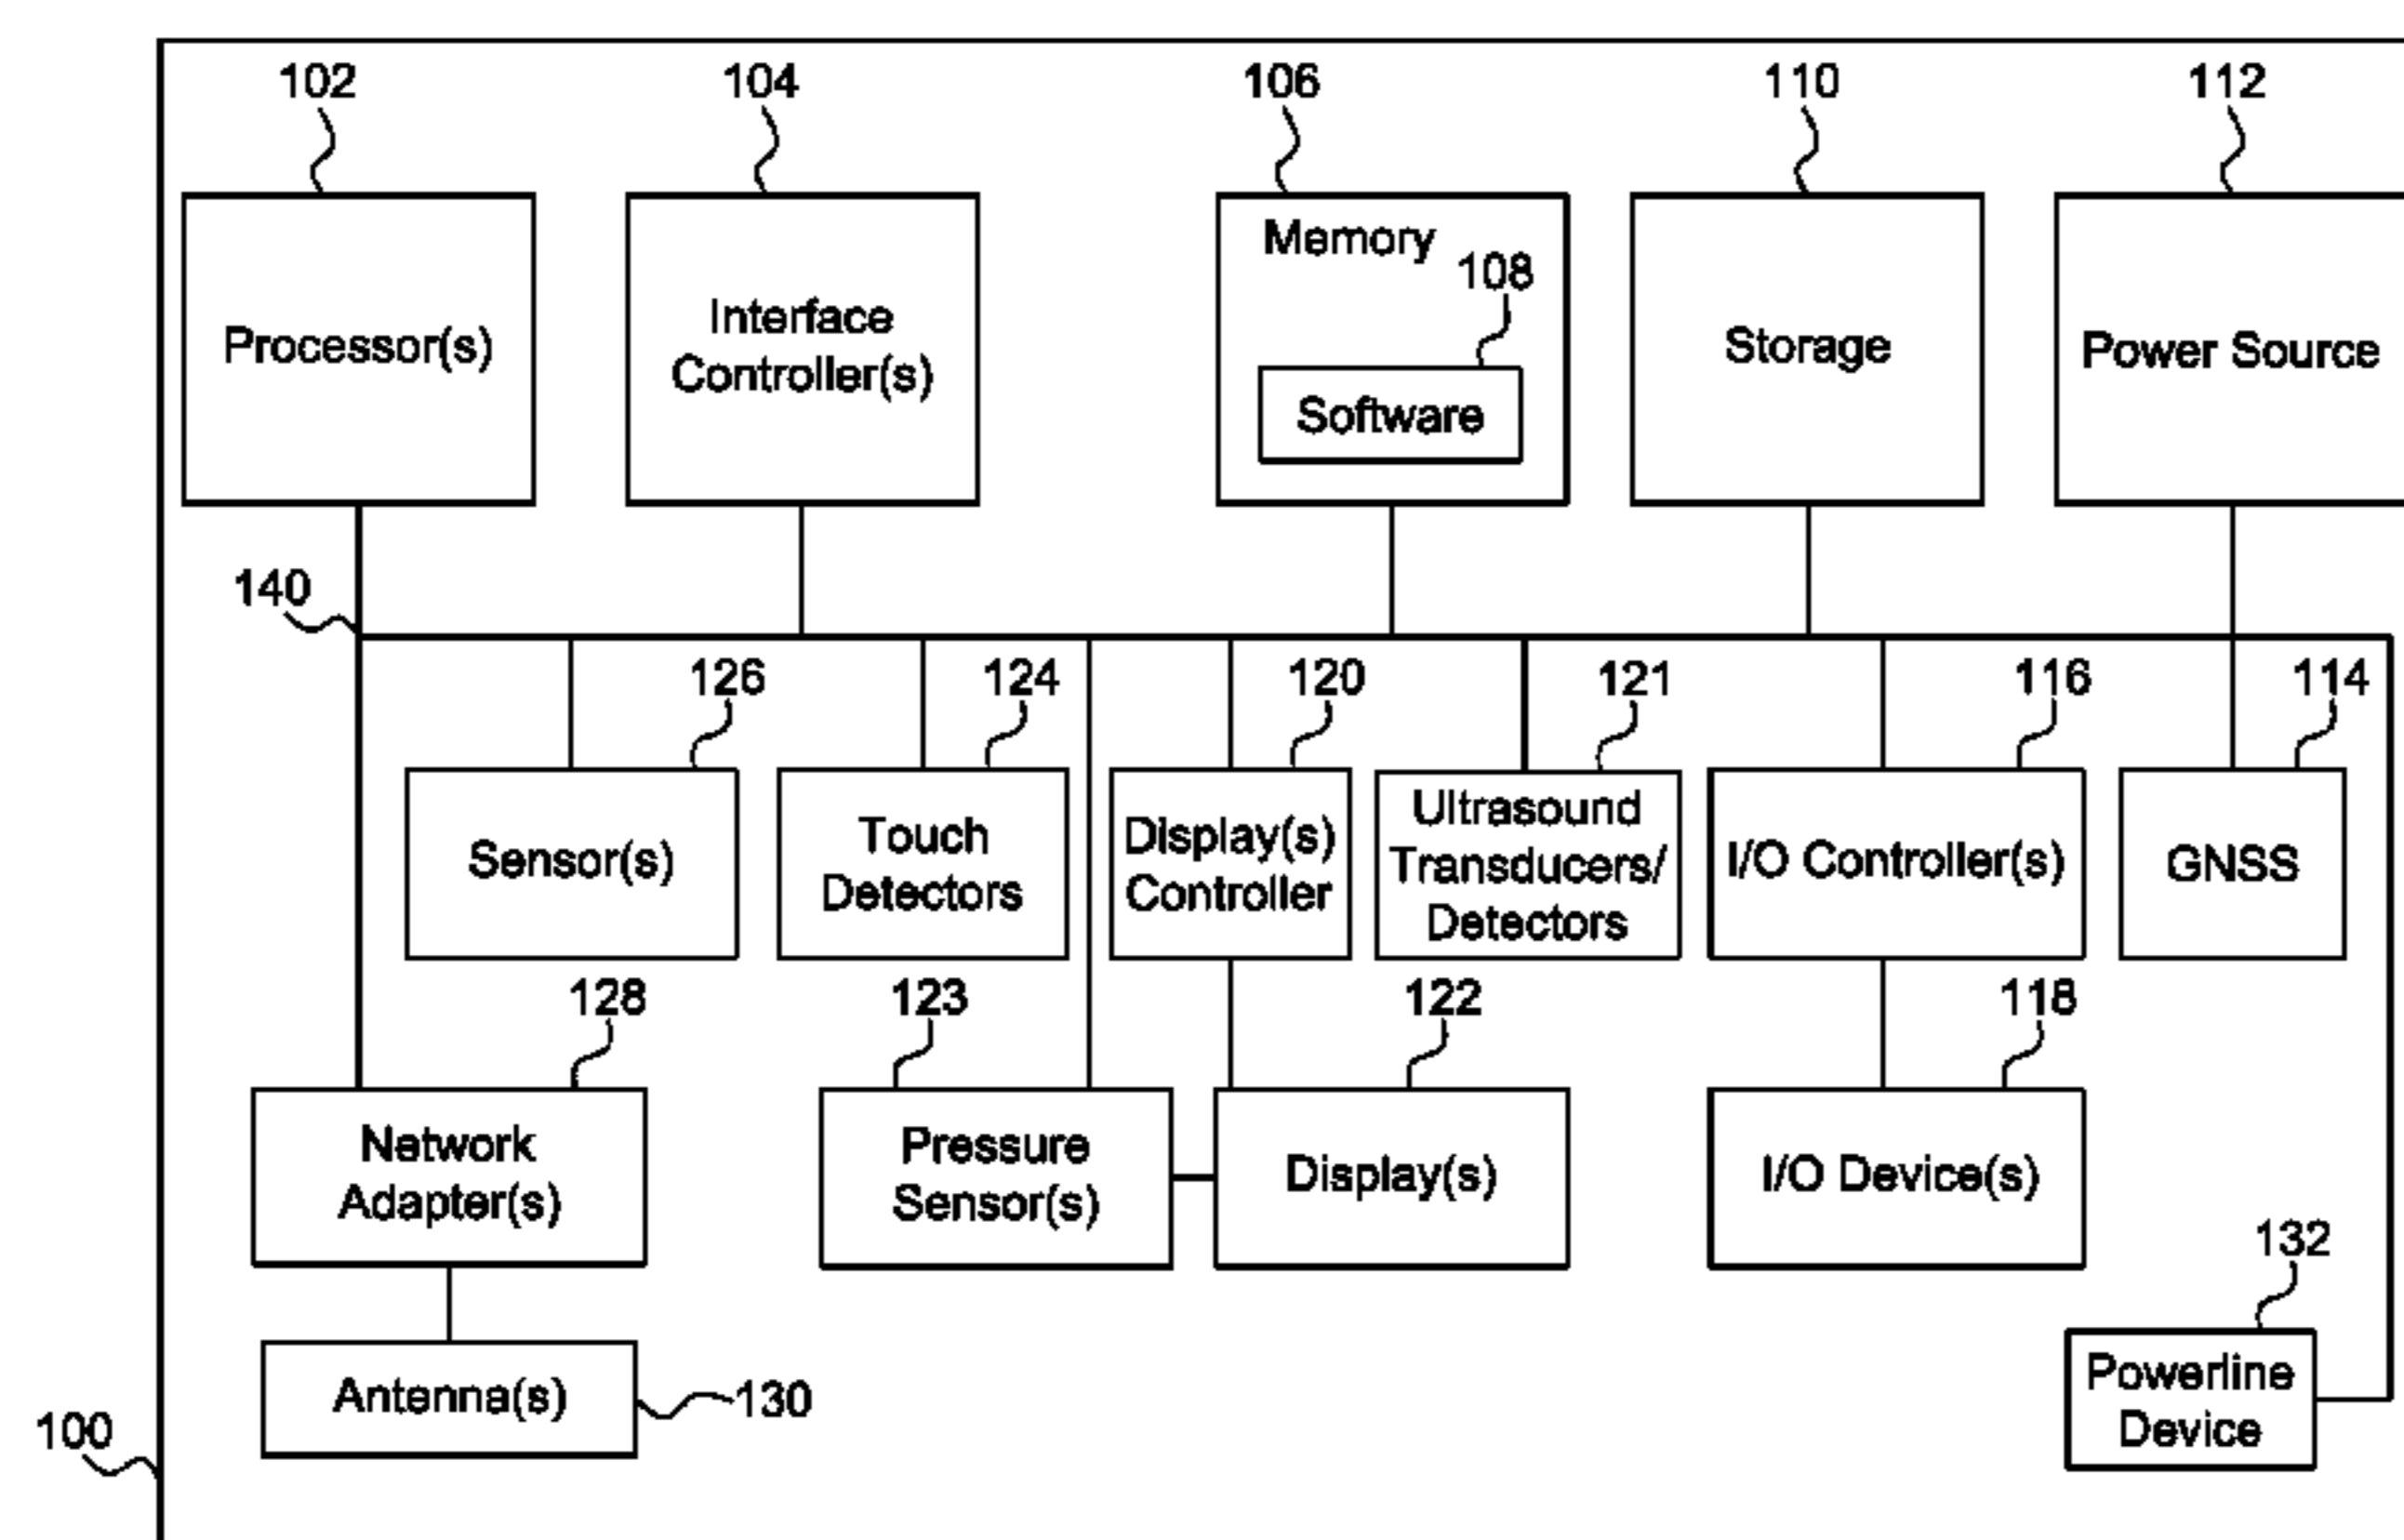 102
104
106
110
112
Processor(s)
Interface
Controller(s)
Memory
108
Software
Storage
Power Source
140
126
124
120
121
116
114
Sensor(s)
Touch
Detectors
Display(s)
Controller
Ultrasound
Transducers/
Detectors
I/O Controller(s)
GNSS
128
123
122
118
Network
Adapter(s)
Pressure
Sensor(s)
Display(s)
I/O Device(s)
132
Powerline
Device
Antenna(s)
130
100